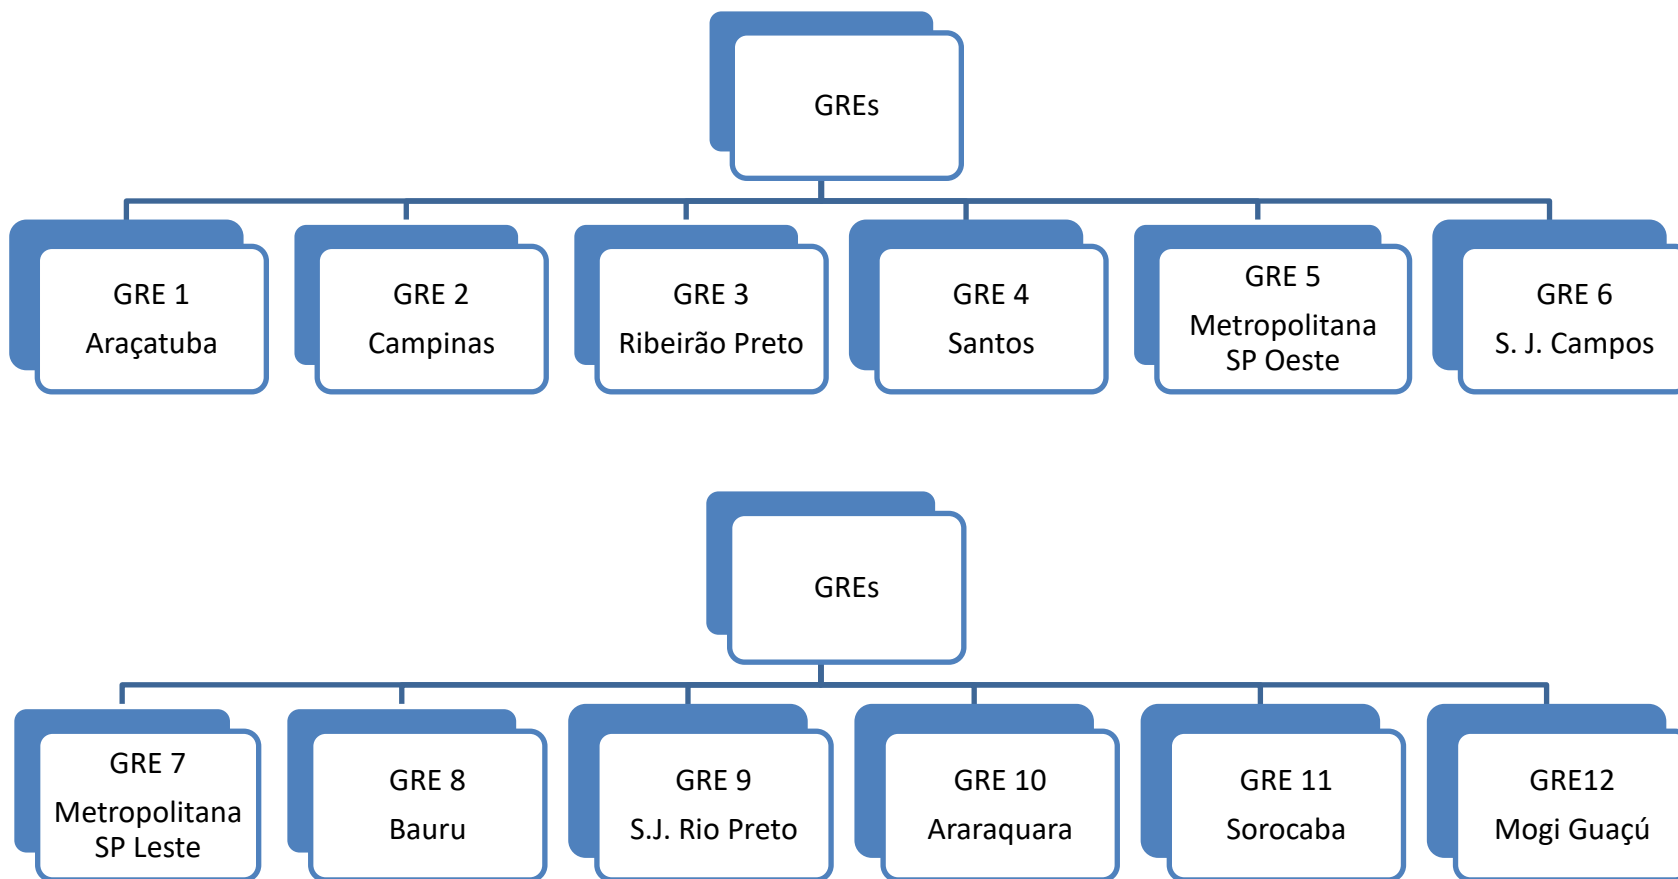 GREs
GRE 1
Araçatuba
GRE 2
Campinas
GRE 3
Ribeirão Preto
GRE 4
Santos
GRE 5
Metropolitana
SP Oeste
GRE 6
S. J. Campos
GREs
GRE 7
Metropolitana
SP Leste
GRE 8
Bauru
GRE 9
S.J. Rio Preto
GRE 10
Araraquara
GRE 11
Sorocaba
GRE12
Mogi Guaçú